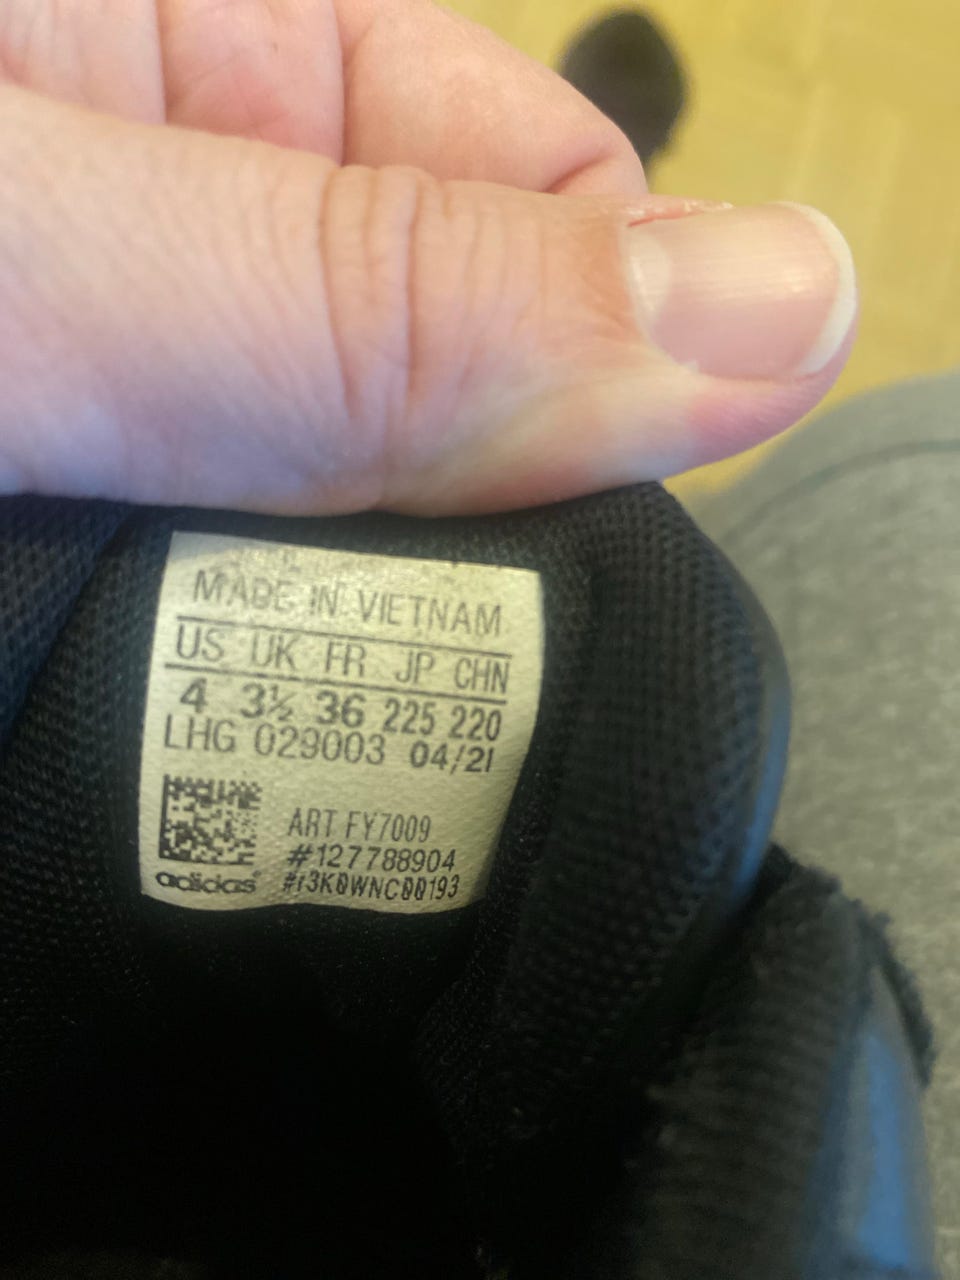 MADE IN VIETNAM
US UK FR JP CHN
4 3½ 36 225 220
LHG 029003 04/21
ART FY7009
#127788904
adidas® #r3K0WNC00193